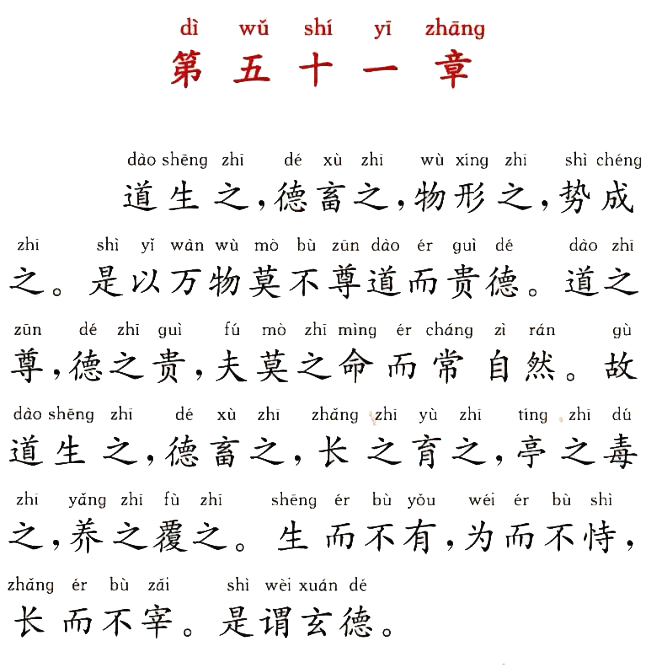 dì wǔ shí yī zhāng
第五十一章
dào shēng zhī dé xù zhī wù xíng zhī shì chéng
道生之，德畜之，物形之，势成
zhī shì yǐ wàn wù mò bù zūn dào ér guì dé dào zhī
之。是以万物莫不尊道而贵德。道之
zūn dé zhī guì fú mò zhī mìng ér cháng zì rán gù
尊，德之贵，夫莫之命而常自然。故
dào shēng zhī dé xù zhī zhǎng zhī yù zhī tíng zhī dú
道生之，德畜之，长之育之，亭之毒
zhī yǎng zhī fù zhī shēng ér bù yǒu wéi ér bù shì
之，养之覆之。生而不有，为而不恃，
zhǎng ér bù zǎi shì wèi xuán dé
长而不宰。是谓玄德。